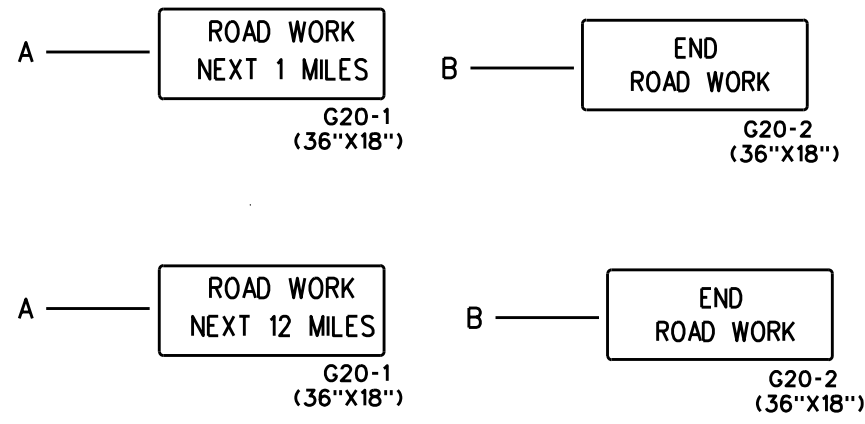 A
ROAD WORK
NEXT 1 MILES
G20-1
(36"X18")
B
END
ROAD WORK
G20-2
(36"X18")
A
ROAD WORK
NEXT 12 MILES
G20-1
(36"X18")
B
END
ROAD WORK
G20-2
(36"X18")